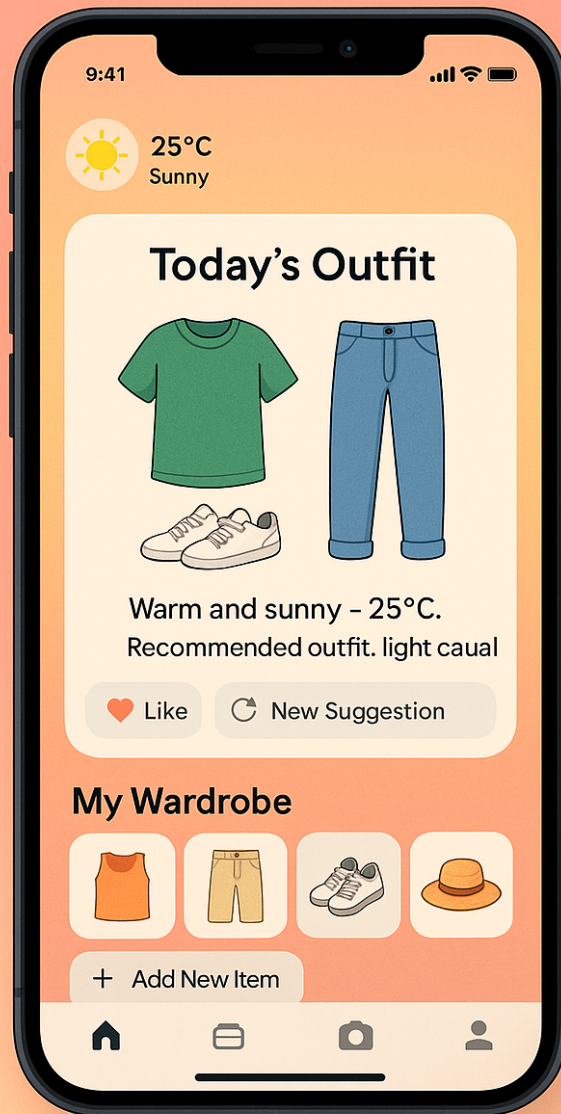 9:41
25°C
Sunny
Today's Outfit
Warm and sunny – 25°C.
Recommended outfit. light caual
Like
New Suggestion
My Wardrobe
+ Add New Item